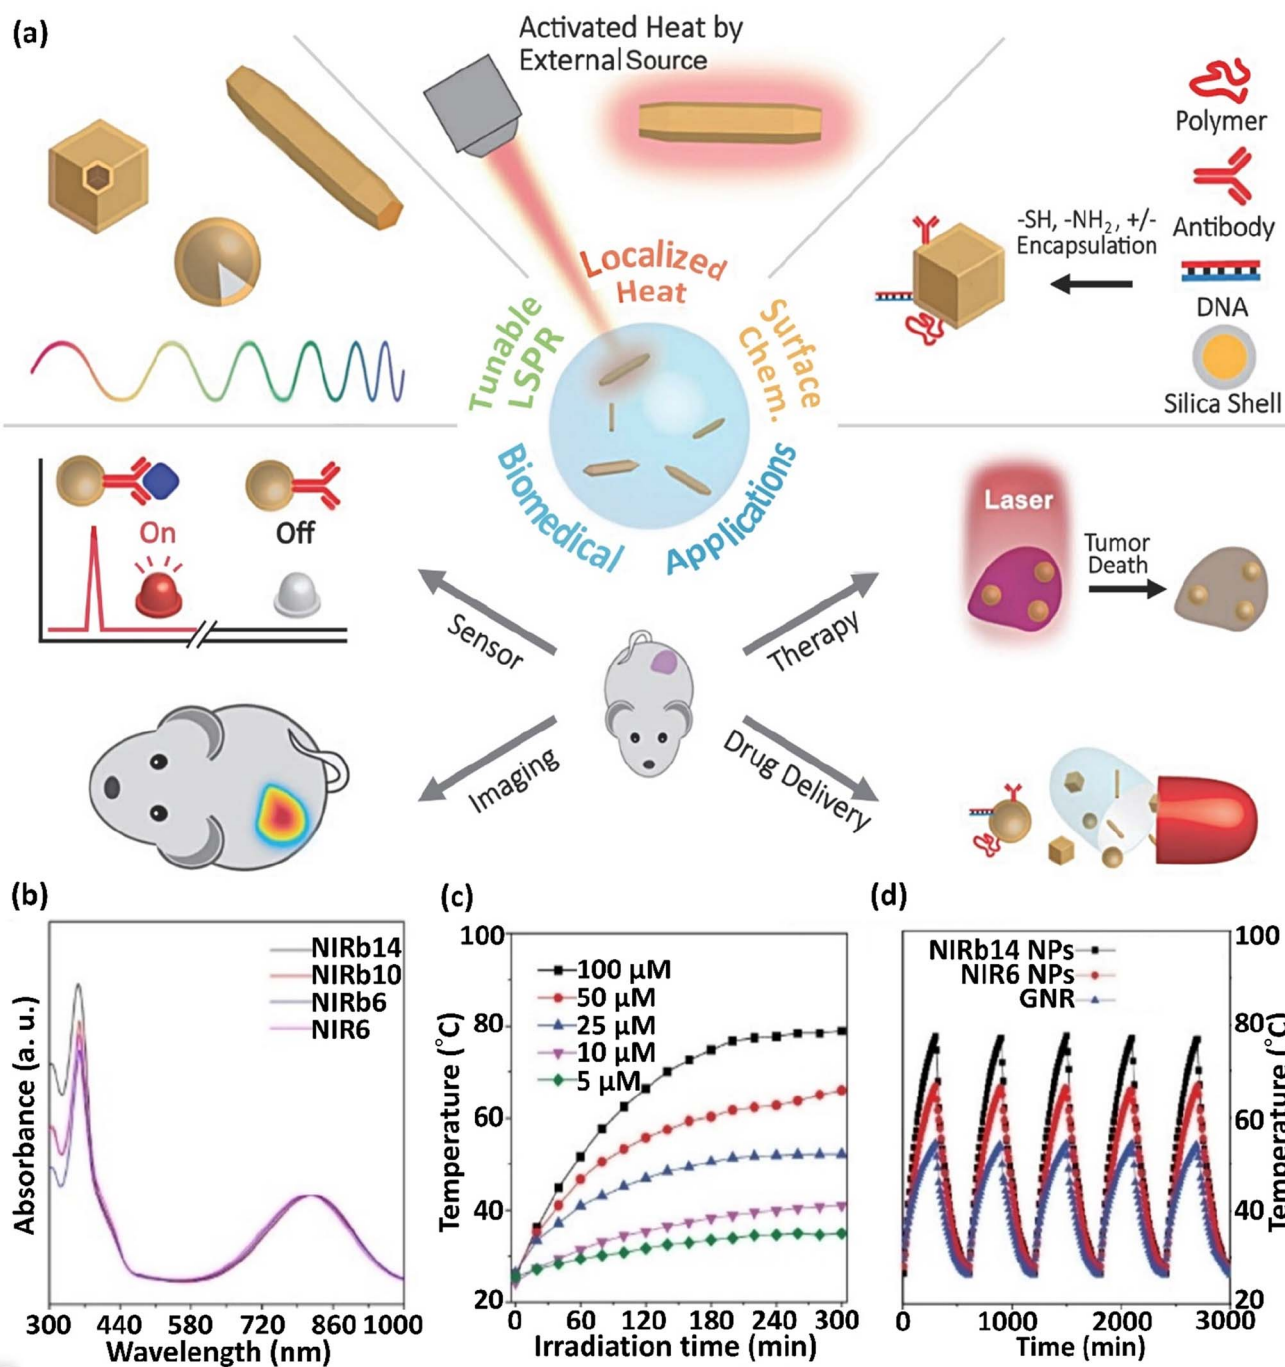 (a)
Activated Heat by
External Source
Polymer
Antibody
-SH, -NH₂, +/-
Encapsulation
DNA
Silica Shell
Localized
Heat
Tunable
LSPR
Surface
Chem.
Biomedical
Applications
On
Off
Sensor
Imaging
Therapy
Drug Delivery
Laser
Tumor
Death
(b)
NIRb14
NIRb10
NIRb6
NIR6
Absorbance (a. u.)
300 440 580 720 860 1000
Wavelength (nm)
(c)
100
80
60
40
20
100 μM
50 μM
25 μM
10 μM
5 μM
Temperature (°C)
0 60 120 180 240 300
Irradiation time (min)
(d)
NIRb14 NPs
NIR6 NPs
GNR
100
80
60
40
20
Temperature (°C)
0 1000 2000 3000
Time (min)